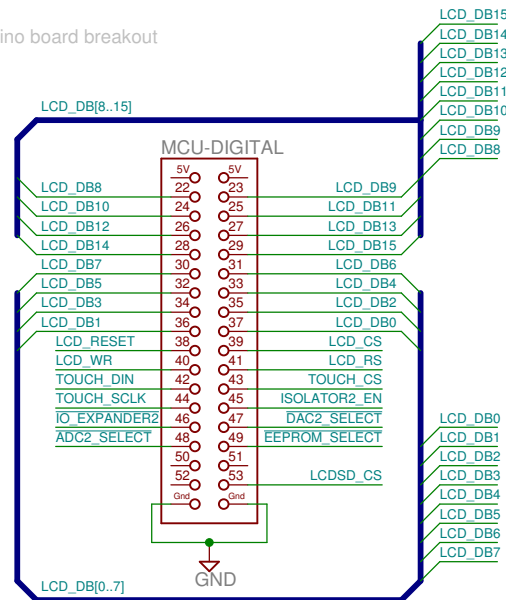 ino board breakout
LCD_DB15
LCD_DB14
LCD_DB13
LCD_DB12
LCD_DB11
LCD_DB10
LCD_DB9
LCD_DB8
LCD_DB[8..15]
MCU-DIGITAL
5V 5V
LCD_DB8 22 23 LCD_DB9
LCD_DB10 24 25 LCD_DB11
LCD_DB12 26 27 LCD_DB13
LCD_DB14 28 29 LCD_DB15
LCD_DB7 30 31 LCD_DB6
LCD_DB5 32 33 LCD_DB4
LCD_DB3 34 35 LCD_DB2
LCD_DB1 36 37 LCD_DB0
LCD_RESET 38 39 LCD_CS
LCD_WR 40 41 LCD_RS
TOUCH_DIN 42 43 TOUCH_CS
TOUCH_SCLK 44 45 ISOLATOR2_EN
IO_EXPANDER2 46 47 DAC2_SELECT
ADC2_SELECT 48 49 EEPROM_SELECT
50 51
52 53 LCDSD_CS
Gnd Gnd
GND
LCD_DB0
LCD_DB1
LCD_DB2
LCD_DB3
LCD_DB4
LCD_DB5
LCD_DB6
LCD_DB7
LCD_DB[0..7]